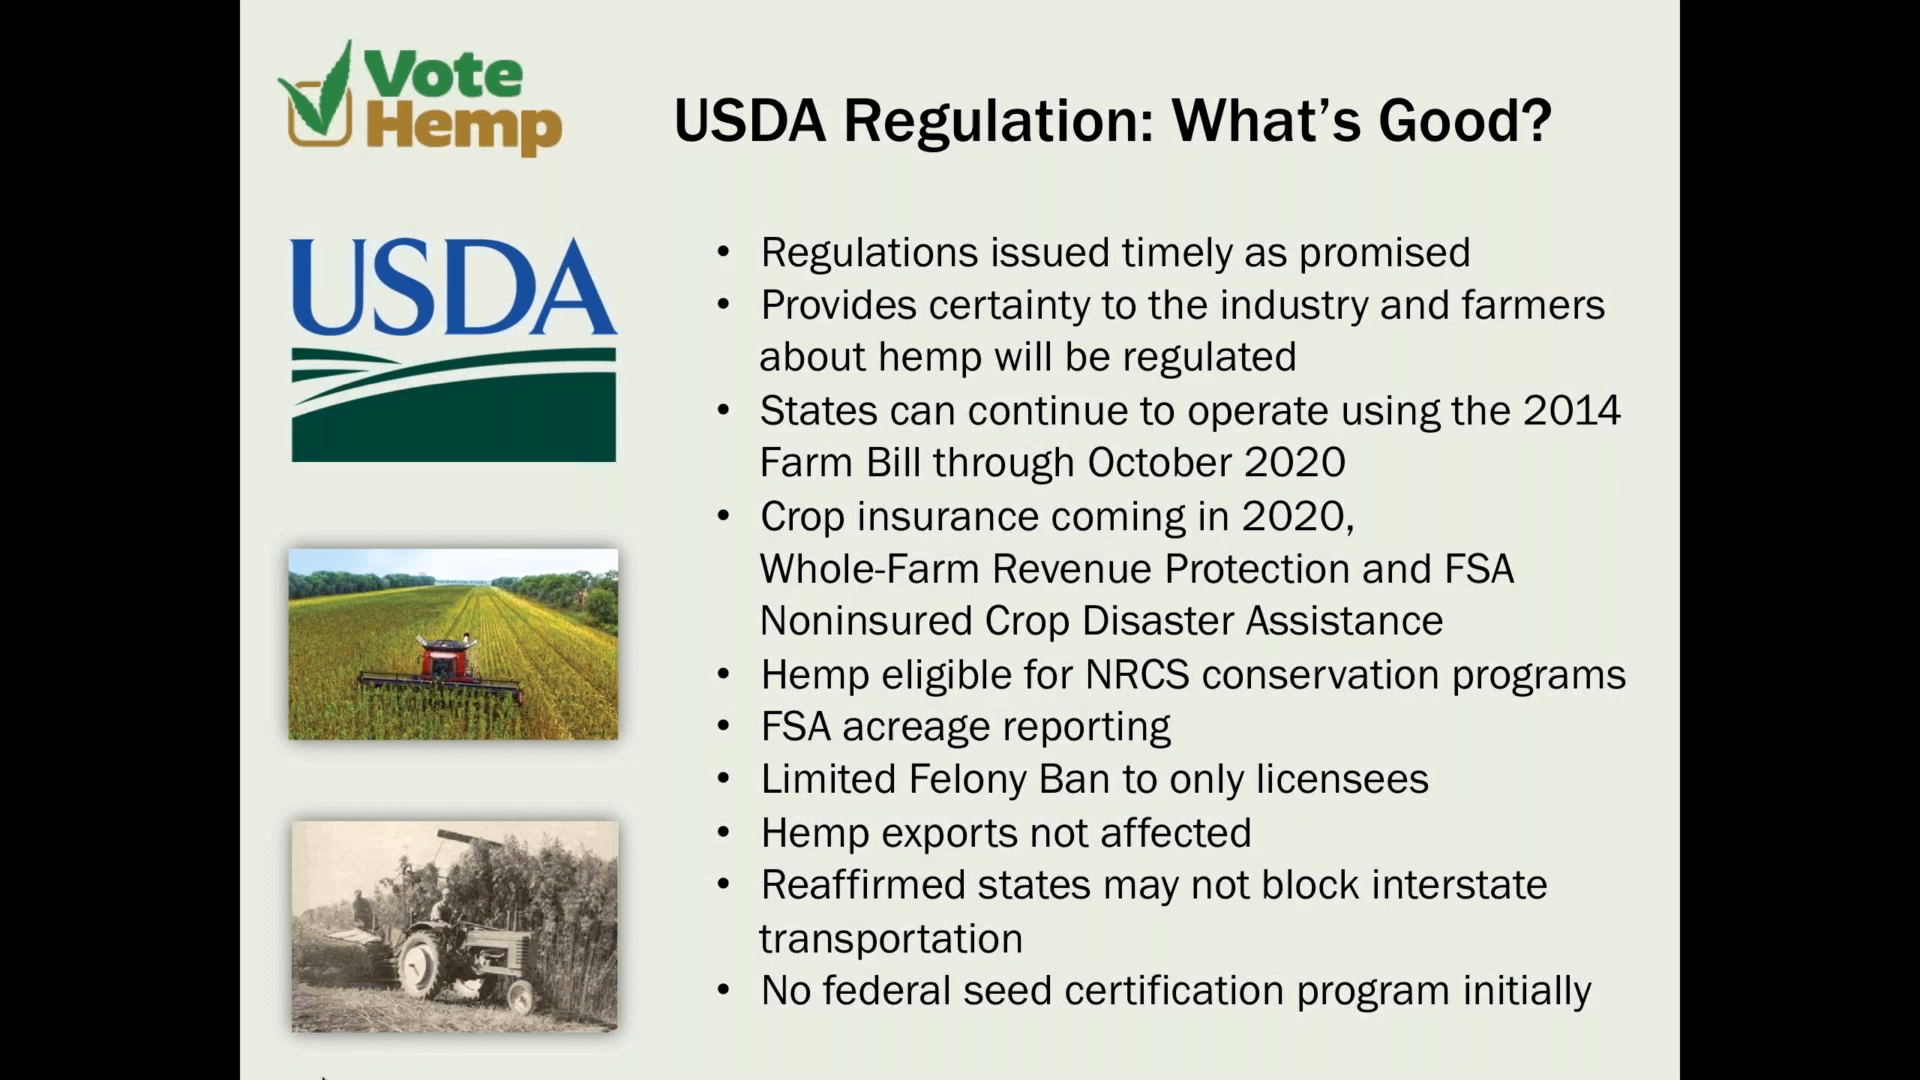 Vote
Hemp
USDA Regulation: What's Good?
USDA
• Regulations issued timely as promised
• Provides certainty to the industry and farmers
about hemp will be regulated
• States can continue to operate using the 2014
Farm Bill through October 2020
• Crop insurance coming in 2020,
Whole-Farm Revenue Protection and FSA
Noninsured Crop Disaster Assistance
• Hemp eligible for NRCS conservation programs
• FSA acreage reporting
• Limited Felony Ban to only licensees
• Hemp exports not affected
• Reaffirmed states may not block interstate
transportation
• No federal seed certification program initially